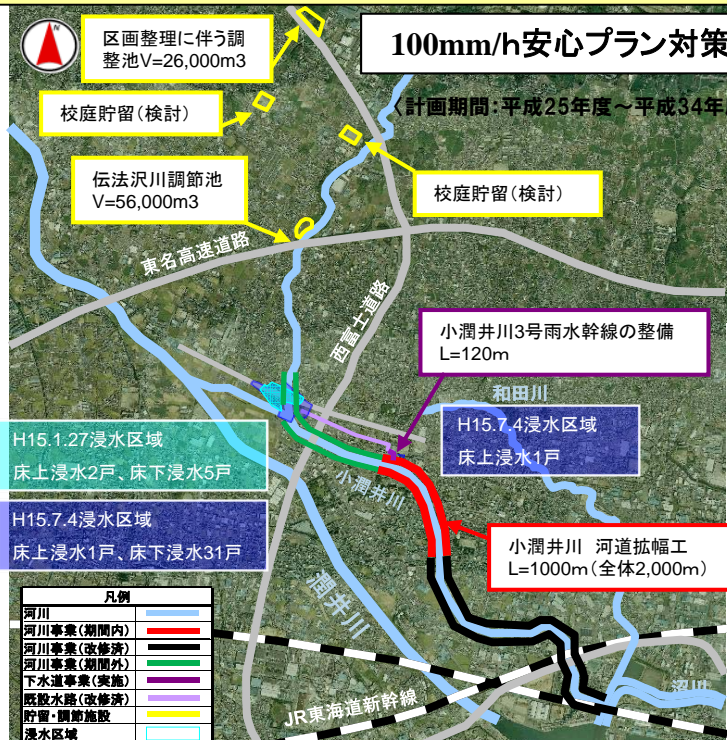 N
100mm/h安心プラン対策
〈計画期間:平成25年度～平成34年
区画整理に伴う調
整池V=26,000m3
校庭貯留(検討)
校庭貯留(検討)
伝法沢川調節池
V=56,000m3
東名高速道路
西富士道路
小潤井川3号雨水幹線の整備
L=120m
和田川
H15.1.27浸水区域
床上浸水2戸、床下浸水5戸
H15.7.4浸水区域
床上浸水1戸
小潤井川
H15.7.4浸水区域
床上浸水1戸、床下浸水31戸
小潤井川 河道拡幅工
L=1000m(全体2,000m)
潤井川
沼川
JR東海道新幹線
凡例
河川
河川事業(期間内)
河川事業(改修済)
河川事業(期間外)
下水道事業(実施)
既設水路(改修済)
貯留・調節施設
浸水区域